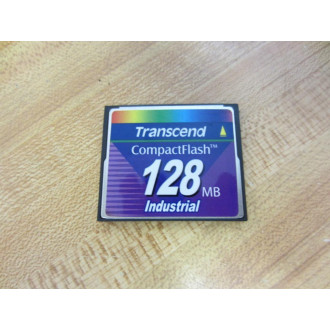 Transcend
CompactFlash™
128 MB
Industrial